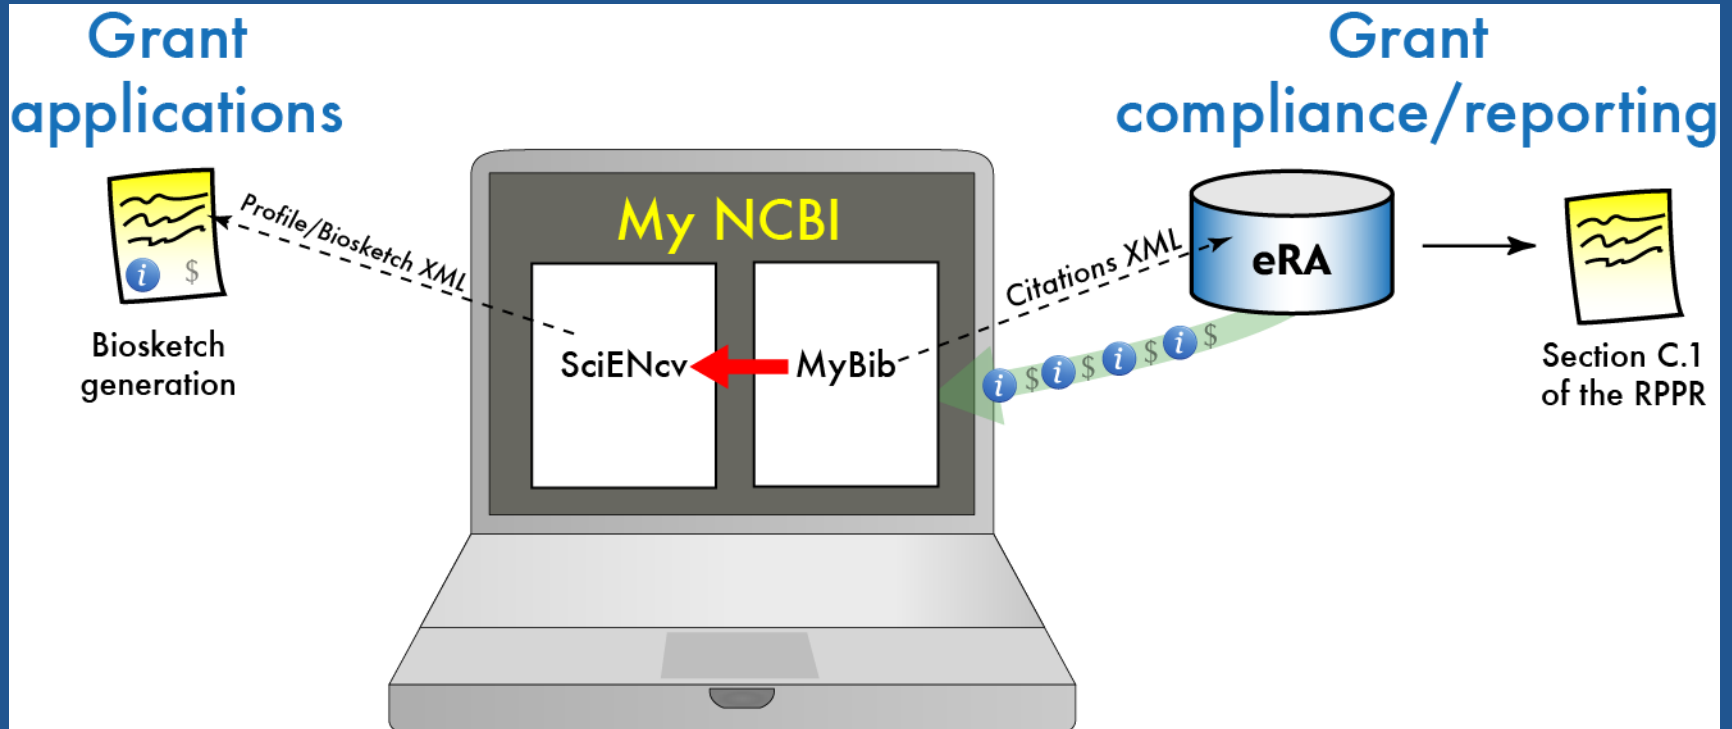 Grant
applications
Grant
compliance/reporting
Profile/Biosketch XML
i $
Biosketch
generation
My NCBI
SciENcv
MyBib
Citations XML
eRA
i $ i $ i $ i $
Section C.1
of the RPPR